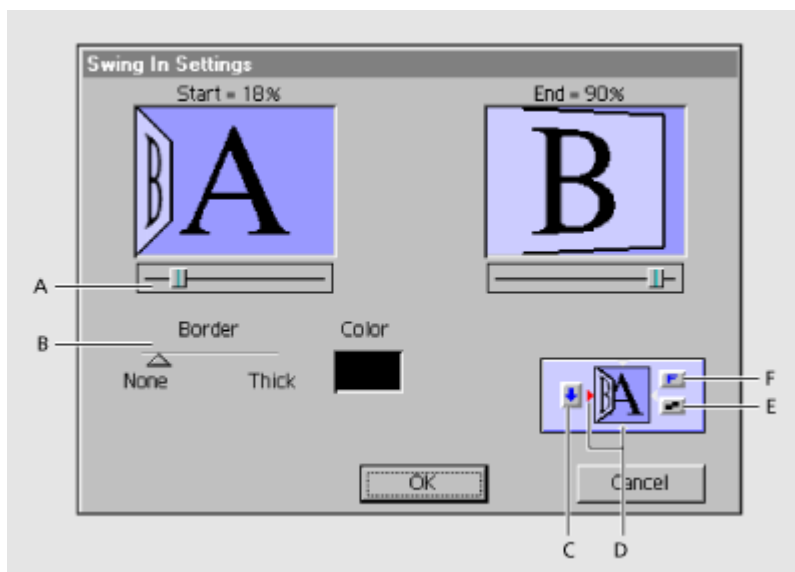 Swing In Settings
Start = 18%
End = 90%
B A
B
A
B
Border
Color
None
Thick
B A
F
F
E
OK
Cancel
C
D